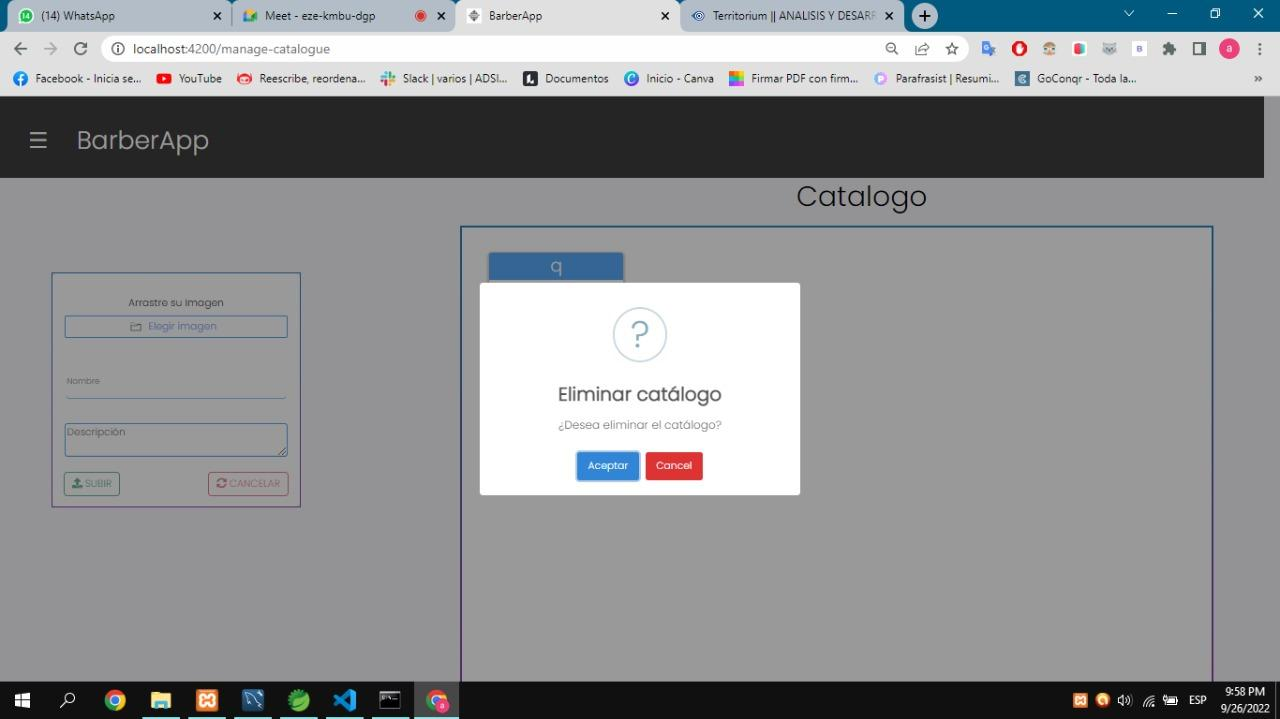 (14) WhatsApp
Meet - eze-kmbu-dgp
BarberApp
Territorium || ANALISIS Y DESARR
localhost:4200/manage-catalogue
Facebook - Inicia se...
YouTube
Reescribe, reordena...
Slack | varios | ADSI...
Documentos
Inicio - Canva
Firmar PDF con firm...
Parafrasist | Resumi...
GoConqr - Toda la...
»
BarberApp
Catalogo
q
Arrastre su Imagen
Elegir imagen
Nombre
Descripción
SUBIR
CANCELAR
?
Eliminar catálogo
¿Desea eliminar el catálogo?
Aceptar
Cancel
ESP
9:58 PM
9/26/2022